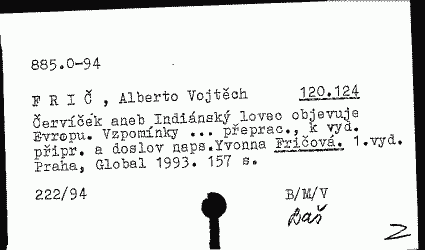 885.0-94
F R I Č , Alberto Vojtěch 120.124
Červíček aneb Indiánský lovec objevuje
Evropu. Vzpomínky ... přeprac., k vyd.
připr. a doslov naps.Yvonna Fričová. 1.vyd.
Praha, Global 1993. 157 s.
222/94 B/M/V
Baš
2